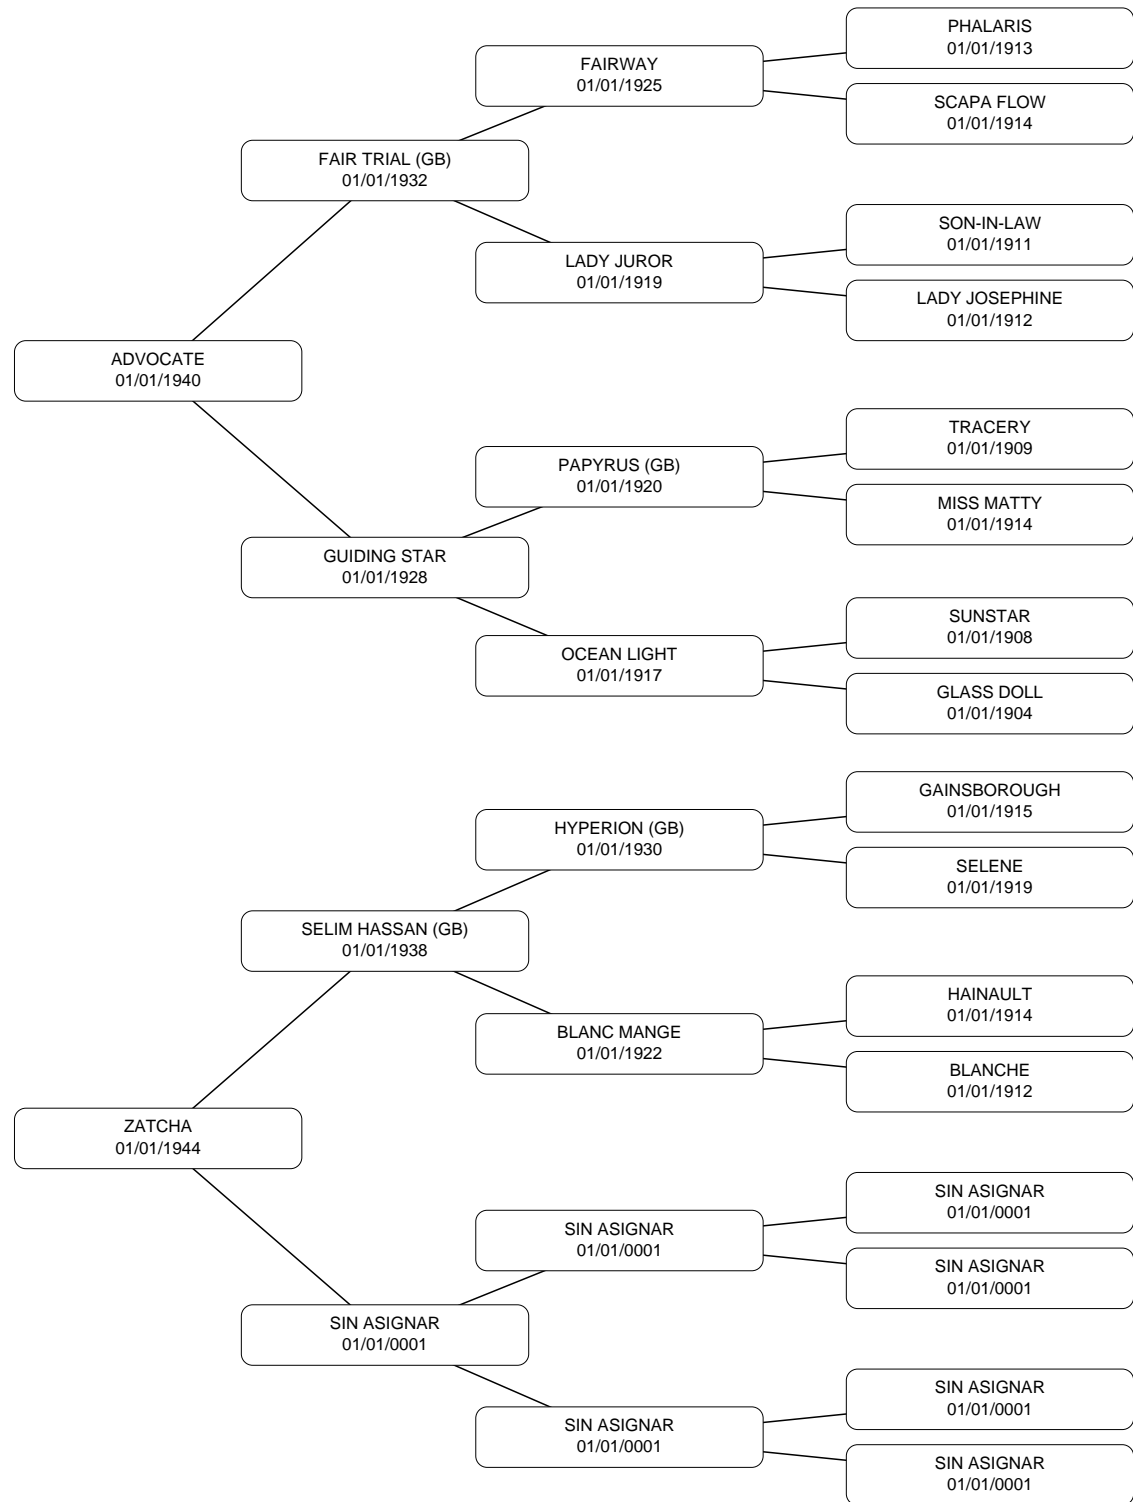 PHALARIS
01/01/1913
FAIRWAY
01/01/1925
SCAPA FLOW
01/01/1914
FAIR TRIAL (GB)
01/01/1932
SON-IN-LAW
01/01/1911
LADY JUROR
01/01/1919
LADY JOSEPHINE
01/01/1912
ADVOCATE
01/01/1940
TRACERY
01/01/1909
PAPYRUS (GB)
01/01/1920
MISS MATTY
01/01/1914
GUIDING STAR
01/01/1928
SUNSTAR
01/01/1908
OCEAN LIGHT
01/01/1917
GLASS DOLL
01/01/1904
GAINSBOROUGH
01/01/1915
HYPERION (GB)
01/01/1930
SELENE
01/01/1919
SELIM HASSAN (GB)
01/01/1938
HAINAULT
01/01/1914
BLANC MANGE
01/01/1922
BLANCHE
01/01/1912
ZATCHA
01/01/1944
SIN ASIGNAR
01/01/0001
SIN ASIGNAR
01/01/0001
SIN ASIGNAR
01/01/0001
SIN ASIGNAR
01/01/0001
SIN ASIGNAR
01/01/0001
SIN ASIGNAR
01/01/0001
SIN ASIGNAR
01/01/0001